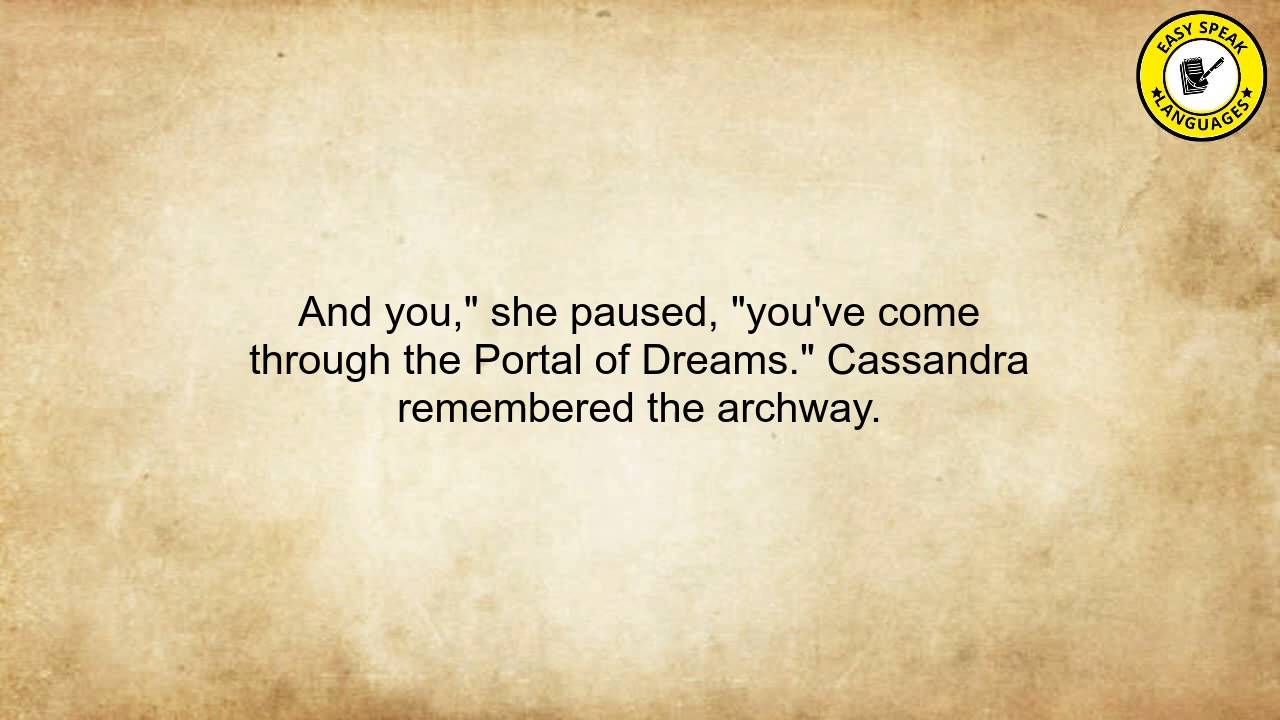 EASY SPEAK
LANGUAGES
And you," she paused, "you've come
through the Portal of Dreams." Cassandra
remembered the archway.